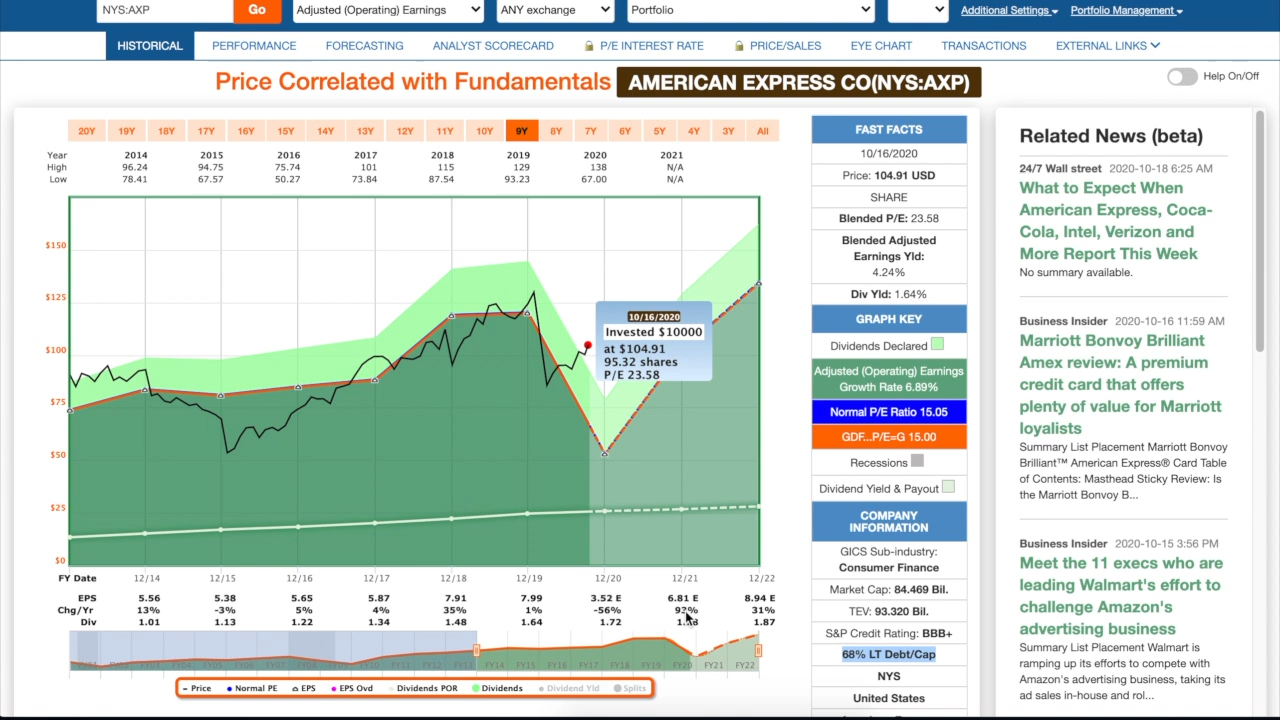 NYS:AXP Go Adjusted (Operating) Earnings ANY exchange Portfolio Additional Settings Portfolio Management
HISTORICAL PERFORMANCE FORECASTING ANALYST SCORECARD P/E INTEREST RATE PRICE/SALES EYE CHART TRANSACTIONS EXTERNAL LINKS
Price Correlated with Fundamentals AMERICAN EXPRESS CO(NYS:AXP)
Help On/Off
20Y 19Y 18Y 17Y 16Y 15Y 14Y 13Y 12Y 11Y 10Y 9Y 8Y 7Y 6Y 5Y 4Y 3Y All
Year 2014 2015 2016 2017 2018 2019 2020 2021
High 96.24 94.75 75.74 101 115 129 138 N/A
Low 78.41 67.57 50.27 73.84 87.54 93.23 67.00 N/A
$150
$125
$100
$75
$50
$25
$0
10/16/2020
Invested $10000
at $104.91
95.32 shares
P/E 23.58
FY Date 12/14 12/15 12/16 12/17 12/18 12/19 12/20 12/21 12/22
EPS 5.56 5.38 5.65 5.87 7.91 7.99 3.52 E 6.81 E 8.94 E
Chg/Yr 13% -3% 5% 4% 35% 1% -56% 92% 31%
Div 1.01 1.13 1.22 1.34 1.48 1.64 1.72 1.87
FY04 FY05 FY06 FY07 FY08 FY09 FY10 FY11 FY12 FY13 FY14 FY15 FY16 FY17 FY18 FY19 FY20 FY21 FY22
Price Normal PE EPS EPS Ovd Dividends POR Dividends Dividend Yld Splits
FAST FACTS
10/16/2020
Price: 104.91 USD
SHARE
Blended P/E: 23.58
Blended Adjusted
Earnings Yld:
4.24%
Div Yld: 1.64%
GRAPH KEY
Dividends Declared
Adjusted (Operating) Earnings
Growth Rate 6.89%
Normal P/E Ratio 15.05
GDF...P/E=G 15.00
Recessions
Dividend Yield & Payout
COMPANY
INFORMATION
GICS Sub-industry:
Consumer Finance
Market Cap: 84.469 Bil.
TEV: 93.320 Bil.
S&P Credit Rating: BBB+
68% LT Debt/Cap
NYS
United States
Related News (beta)
24/7 Wall street 2020-10-18 6:25 AM
What to Expect When
American Express, Coca-
Cola, Intel, Verizon and
More Report This Week
No summary available.
Business Insider 2020-10-16 11:59 AM
Marriott Bonvoy Brilliant
Amex review: A premium
credit card that offers
plenty of value for Marriott
loyalists
Summary List Placement Marriott Bonvoy
Brilliant™ American Express® Card Table
of Contents: Masthead Sticky Review: Is
the Marriott Bonvoy B...
Business Insider 2020-10-15 3:56 PM
Meet the 11 execs who are
leading Walmart's effort to
challenge Amazon's
advertising business
Summary List Placement Walmart is
ramping up its efforts to compete with
Amazon's advertising business, taking its
ad sales in-house and rol...